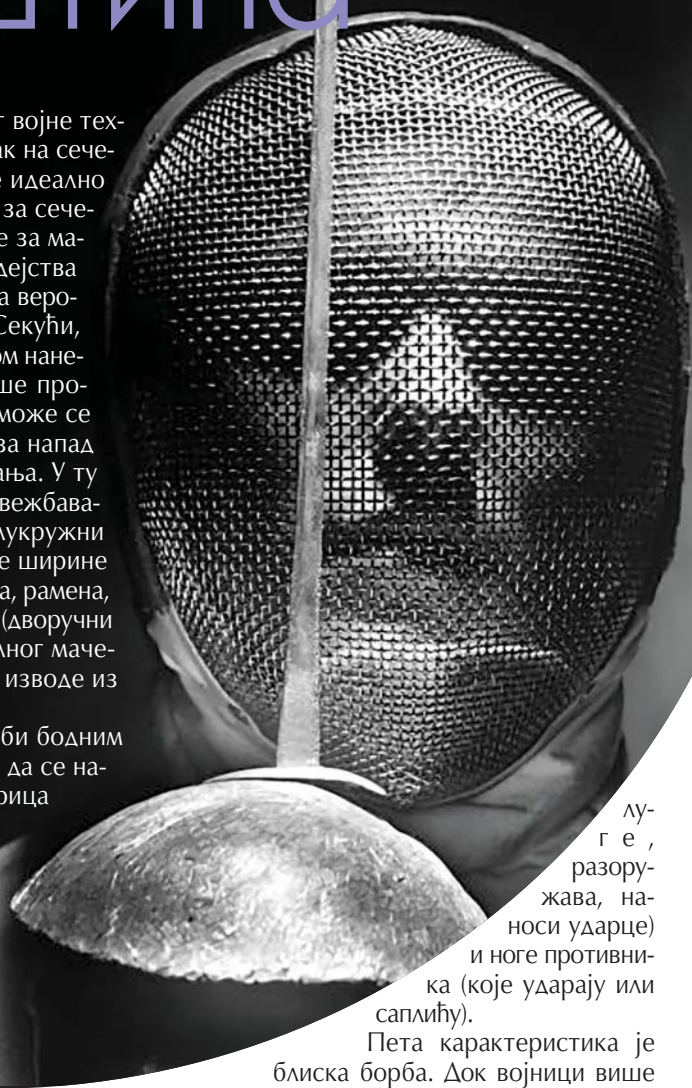 штина
т војне тех-
ак на сече-
е идеално
за сече-
е за ма-
дејства
а веро-
Секући,
ом нане-
ше про-
може се
за напад
ања. У ту
вежбава-
лукружни
е ширине
а, рамена,
(дворучни
лног маче-
изводе из
би бодним
да се на-
рица
лу-
г е ,
разору-
жава, на-
носи ударце)
и ноге противни-
ка (које ударају или
саплићу).
Пета карактеристика је
блиска борба. Док војници више